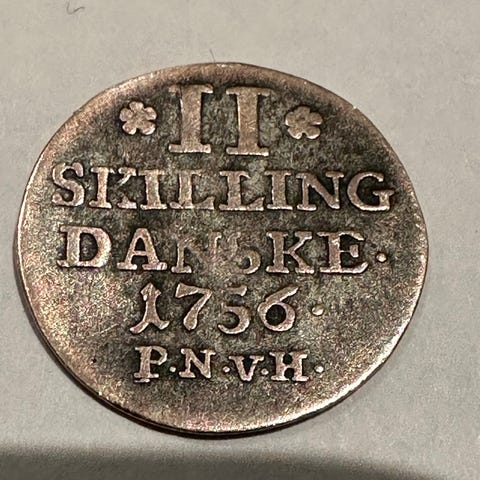 II
SKILLING
DANSKE·
1756·
P·N·V·H·